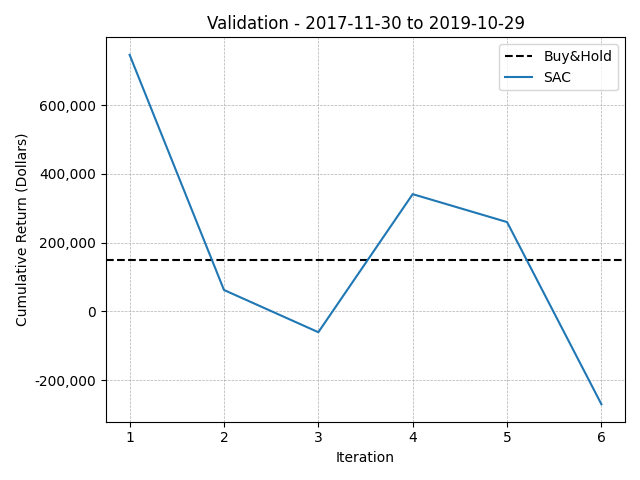 Validation - 2017-11-30 to 2019-10-29
Buy&Hold
SAC
Cumulative Return (Dollars)
600,000
400,000
200,000
0
-200,000
1 2 3 4 5 6
Iteration